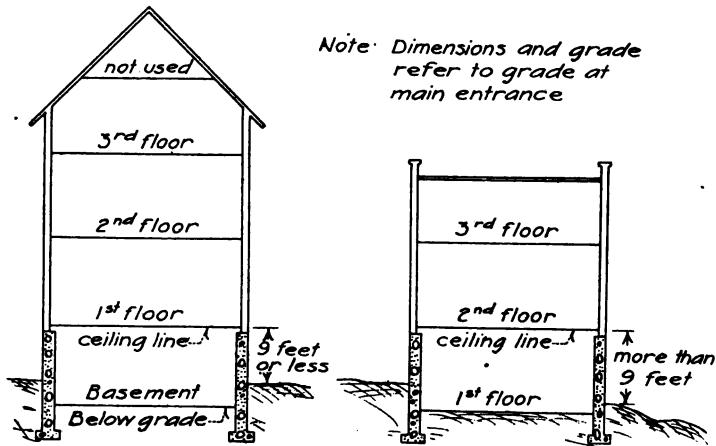 Note· Dimensions and grade
refer to grade at
main entrance
not used
3rd floor
2nd floor
1st floor
ceiling line
9 feet
or less
Basement
Below grade
3rd floor
2nd floor
ceiling line
more than
9 feet
1st floor